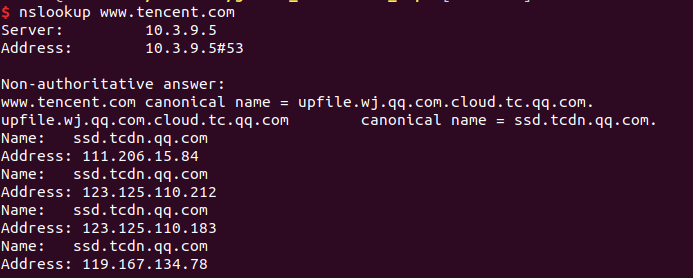 $ nslookup www.tencent.com
Server:         10.3.9.5
Address:        10.3.9.5#53

Non-authoritative answer:
www.tencent.com canonical name = upfile.wj.qq.com.cloud.tc.qq.com.
upfile.wj.qq.com.cloud.tc.qq.com        canonical name = ssd.tcdn.qq.com.
Name:   ssd.tcdn.qq.com
Address: 111.206.15.84
Name:   ssd.tcdn.qq.com
Address: 123.125.110.212
Name:   ssd.tcdn.qq.com
Address: 123.125.110.183
Name:   ssd.tcdn.qq.com
Address: 119.167.134.78